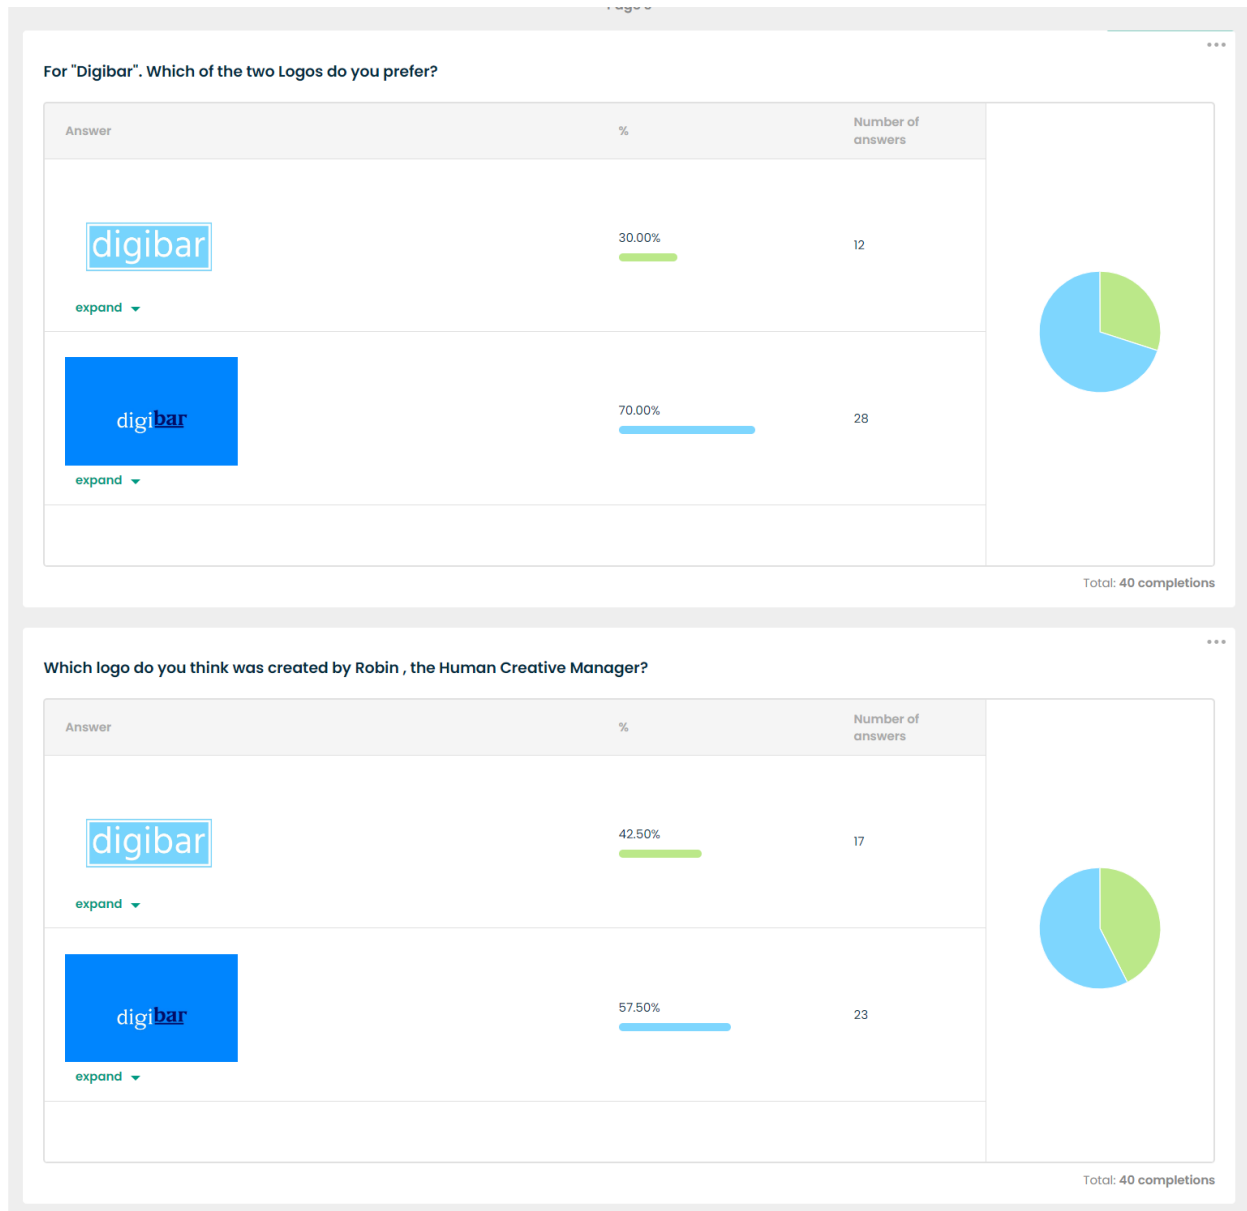 For "Digibar". Which of the two Logos do you prefer?
Answer % Number of answers
digibar 30.00% 12
expand
digibar 70.00% 28
expand
Total: 40 completions
Which logo do you think was created by Robin , the Human Creative Manager?
Answer % Number of answers
digibar 42.50% 17
expand
digibar 57.50% 23
expand
Total: 40 completions